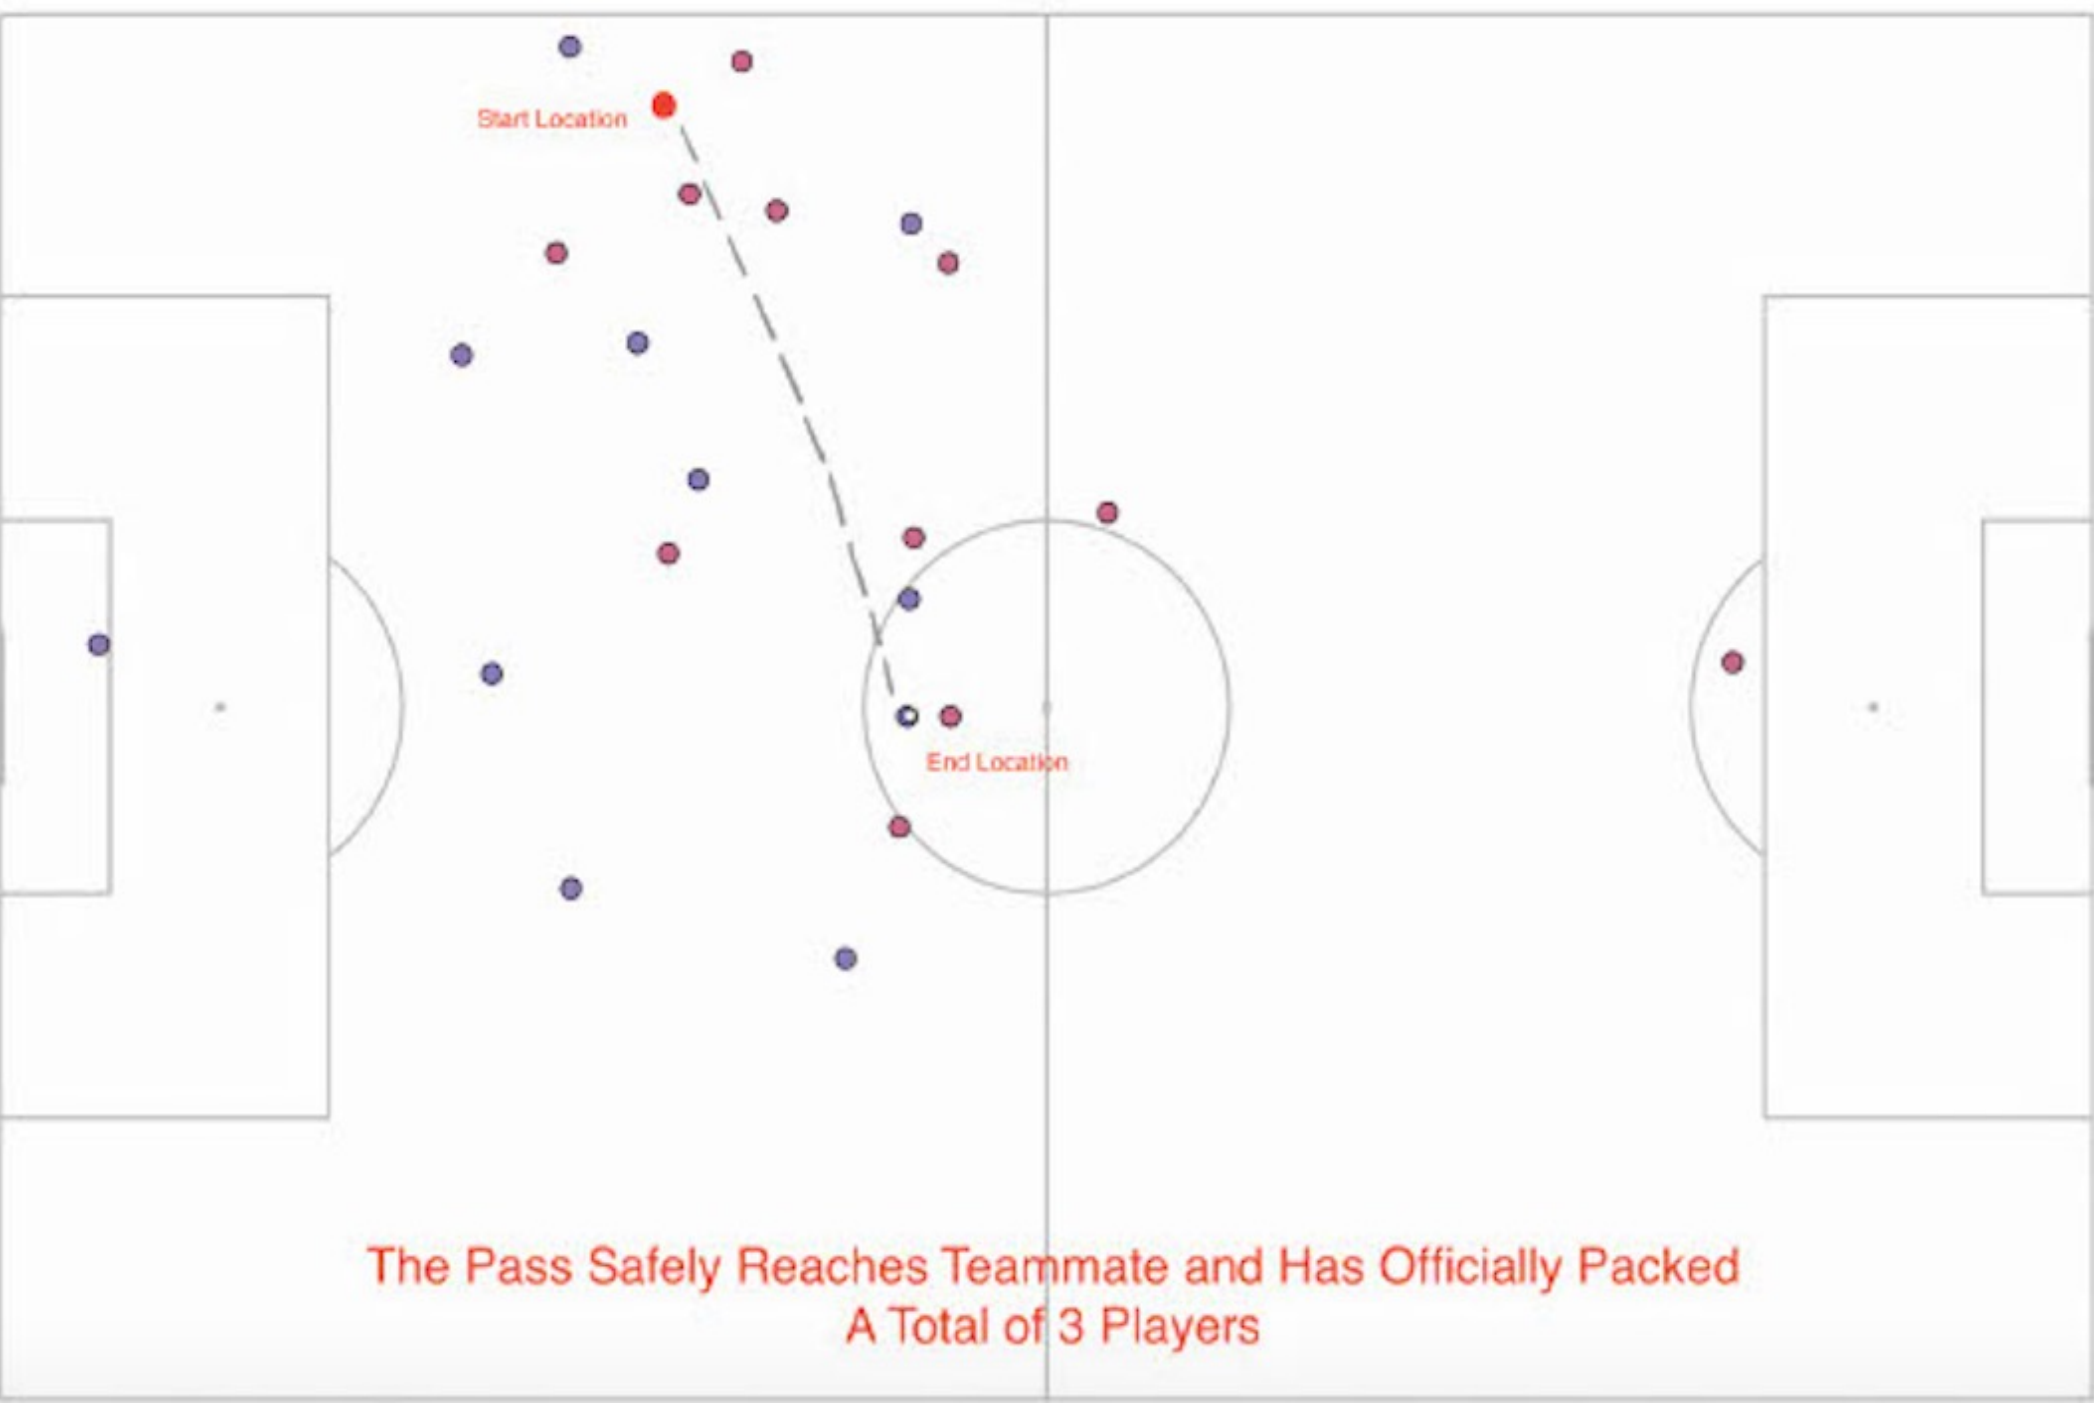 Start Location
End Location
The Pass Safely Reaches Teammate and Has Officially Packed
A Total of 3 Players